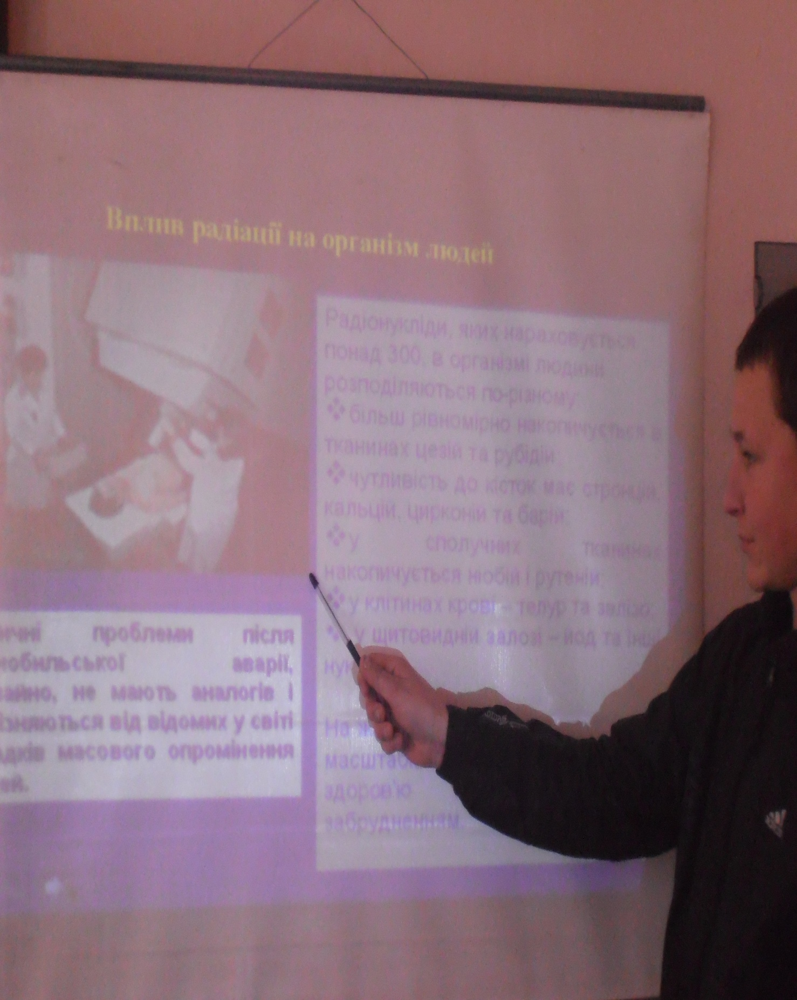 Вплив радіації на організм людей
Радіонукліди, яких нараховується
понад 300, в організмі людини
розподіляються по-різному:
більш рівномірно накопичується в
тканинах цезій та рубідій;
чутливість до кісток має стронцій,
кальцій, цирконій та барій;
у сполучних тканинах
накопичується ніобій і рутеній;
у клітинах крові – телур та залізо;
у щитовидній залозі – йод та інші
На
здоров'ю
забрудненням.
проблеми після
аварії,
не мають аналогів і
від відомих у світі
масового опромінення